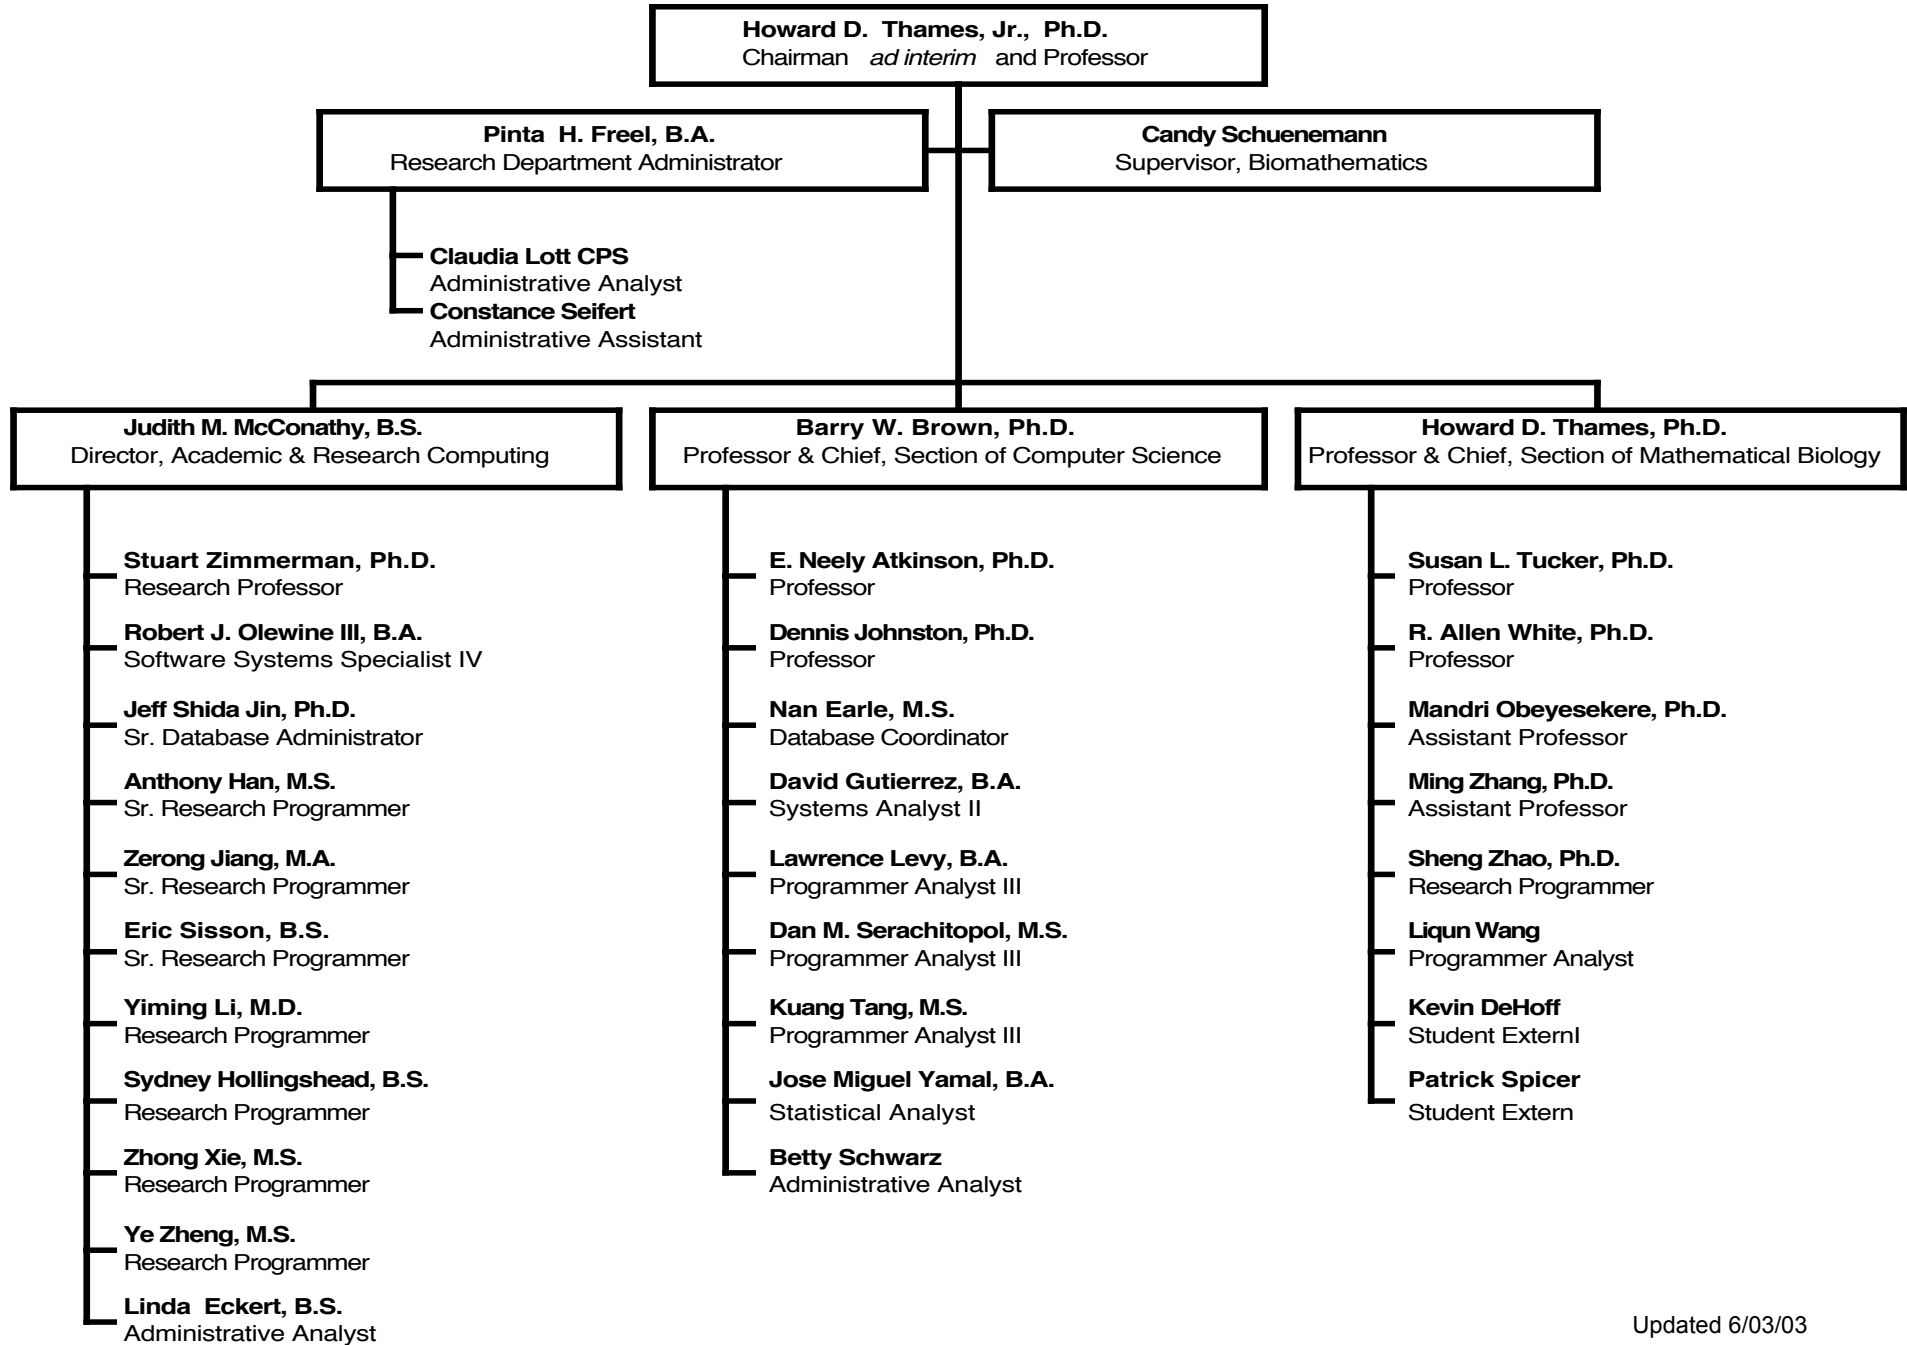 Howard D. Thames, Jr., Ph.D.
Chairman ad interim and Professor
Pinta H. Freel, B.A.
Research Department Administrator
Candy Schuenemann
Supervisor, Biomathematics
Claudia Lott CPS
Administrative Analyst
Constance Seifert
Administrative Assistant
Judith M. McConathy, B.S.
Director, Academic & Research Computing
Barry W. Brown, Ph.D.
Professor & Chief, Section of Computer Science
Howard D. Thames, Ph.D.
Professor & Chief, Section of Mathematical Biology
Stuart Zimmerman, Ph.D.
Research Professor
Robert J. Olewine III, B.A.
Software Systems Specialist IV
Jeff Shida Jin, Ph.D.
Sr. Database Administrator
Anthony Han, M.S.
Sr. Research Programmer
Zerong Jiang, M.A.
Sr. Research Programmer
Eric Sisson, B.S.
Sr. Research Programmer
Yiming Li, M.D.
Research Programmer
Sydney Hollingshead, B.S.
Research Programmer
Zhong Xie, M.S.
Research Programmer
Ye Zheng, M.S.
Research Programmer
Linda Eckert, B.S.
Administrative Analyst
E. Neely Atkinson, Ph.D.
Professor
Dennis Johnston, Ph.D.
Professor
Nan Earle, M.S.
Database Coordinator
David Gutierrez, B.A.
Systems Analyst II
Lawrence Levy, B.A.
Programmer Analyst III
Dan M. Serachitopol, M.S.
Programmer Analyst III
Kuang Tang, M.S.
Programmer Analyst III
Jose Miguel Yamal, B.A.
Statistical Analyst
Betty Schwarz
Administrative Analyst
Susan L. Tucker, Ph.D.
Professor
R. Allen White, Ph.D.
Professor
Mandri Obeyesekere, Ph.D.
Assistant Professor
Ming Zhang, Ph.D.
Assistant Professor
Sheng Zhao, Ph.D.
Research Programmer
Liqun Wang
Programmer Analyst
Kevin DeHoff
Student ExternI
Patrick Spicer
Student Extern
Updated 6/03/03